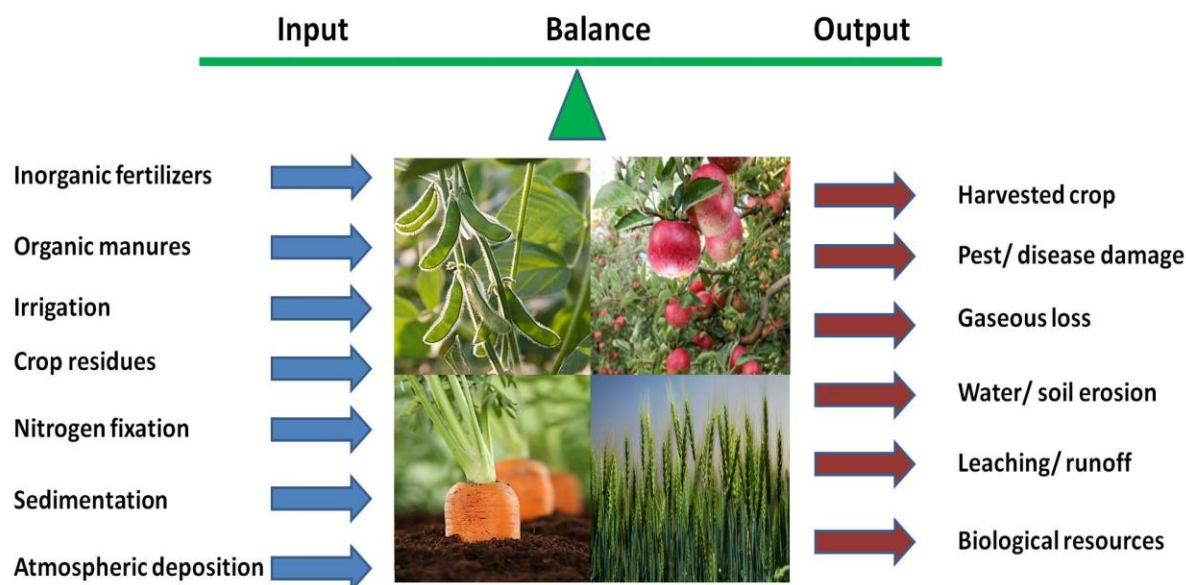 Input
Balance
Output
Inorganic fertilizers
Organic manures
Irrigation
Crop residues
Nitrogen fixation
Sedimentation
Atmospheric deposition
Harvested crop
Pest/ disease damage
Gaseous loss
Water/ soil erosion
Leaching/ runoff
Biological resources